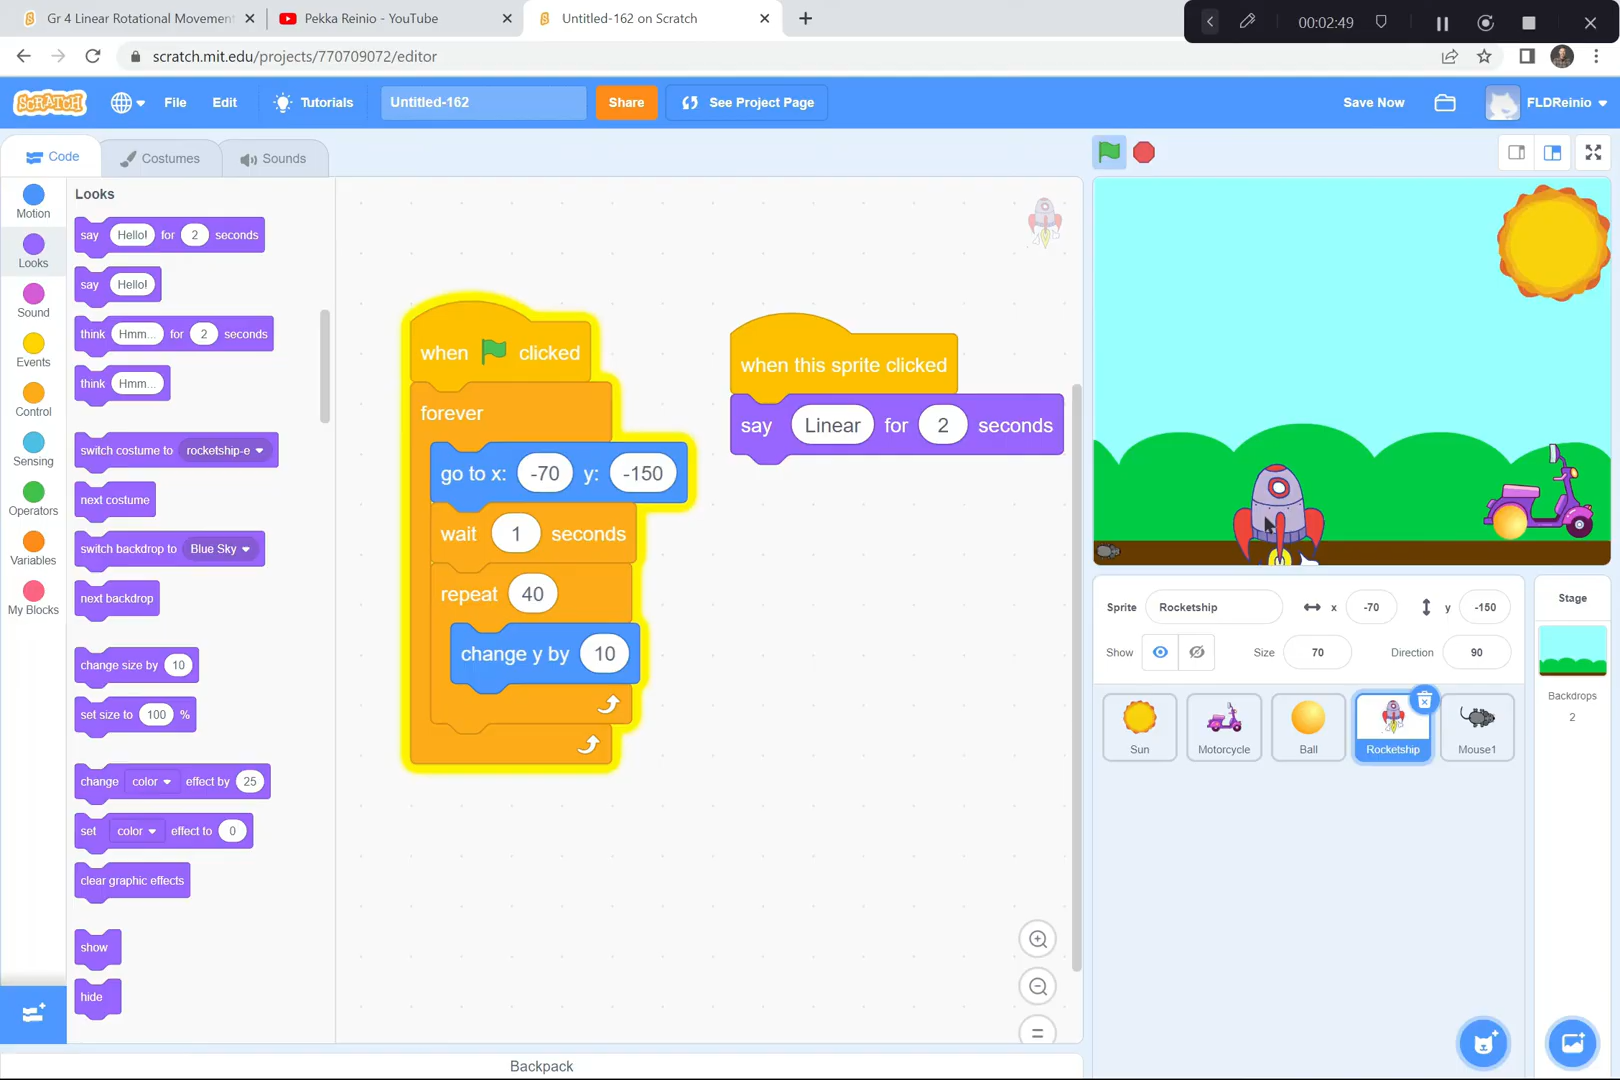 Gr 4 Linear Rotational Movement
Pekka Reinio - YouTube
Untitled-162 on Scratch
00:02:49
scratch.mit.edu/projects/770709072/editor
SCRATCH
File
Edit
Tutorials
Untitled-162
Share
See Project Page
Save Now
FLDReinio
Code
Costumes
Sounds
Motion
Looks
Sound
Events
Control
Sensing
Operators
Variables
My Blocks
Looks
say Hello! for 2 seconds
say Hello!
think Hmm... for 2 seconds
think Hmm...
switch costume to rocketship-e
next costume
switch backdrop to Blue Sky
next backdrop
change size by 10
set size to 100 %
change color effect by 25
set color effect to 0
clear graphic effects
show
hide
when clicked
forever
go to x: -70 y: -150
wait 1 seconds
repeat 40
change y by 10
when this sprite clicked
say Linear for 2 seconds
Sprite Rocketship x -70 y -150
Show Size 70 Direction 90
Sun
Motorcycle
Ball
Rocketship
Mouse1
Stage
Backdrops
2
Backpack